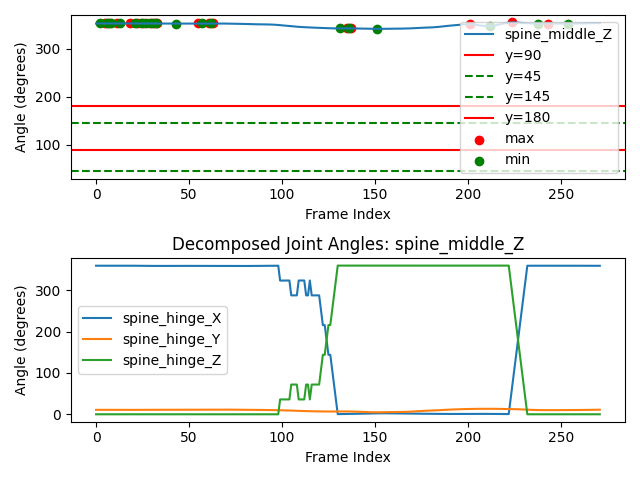 300
200
100
Angle (degrees)
spine_middle_Z
y=90
y=45
y=145
y=180
max
min
0
50
100
150
200
250
Frame Index
Decomposed Joint Angles: spine_middle_Z
300
200
100
0
Angle (degrees)
spine_hinge_X
spine_hinge_Y
spine_hinge_Z
0
50
100
150
200
250
Frame Index